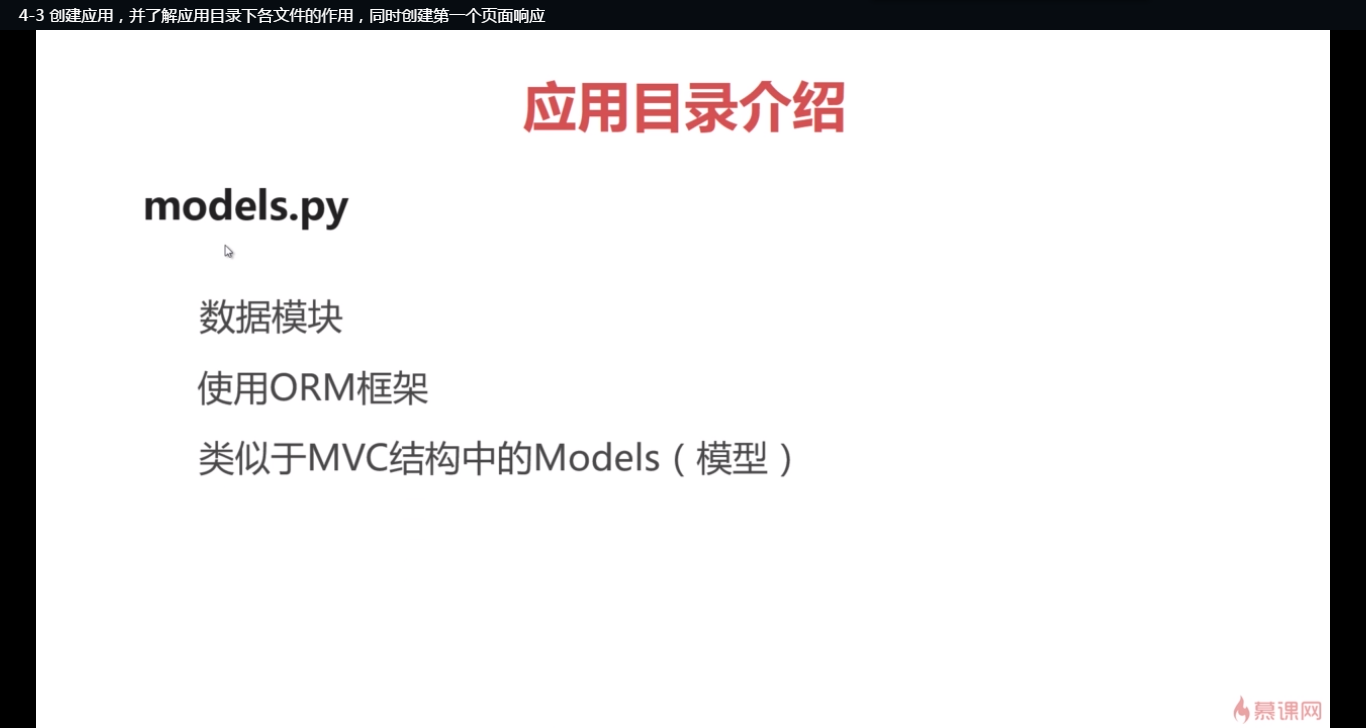 4-3 创建应用，并了解应用目录下各文件的作用，同时创建第一个页面响应
应用目录介绍
models.py
数据模块
使用ORM框架
类似于MVC结构中的Models（模型）
慕课网